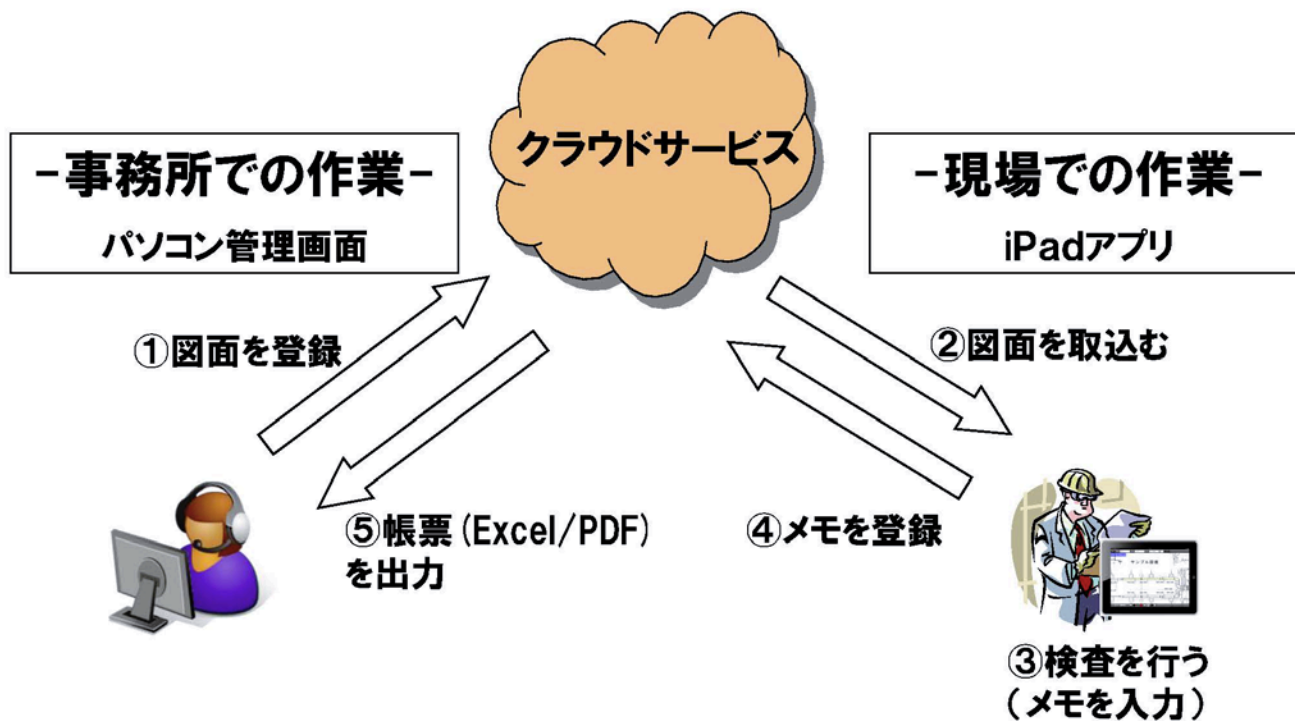 クラウドサービス
-事務所での作業-
パソコン管理画面
-現場での作業-
iPadアプリ
①図面を登録
②図面を取込む
⑤帳票(Excel/PDF)
を出力
④メモを登録
③検査を行う
(メモを入力)